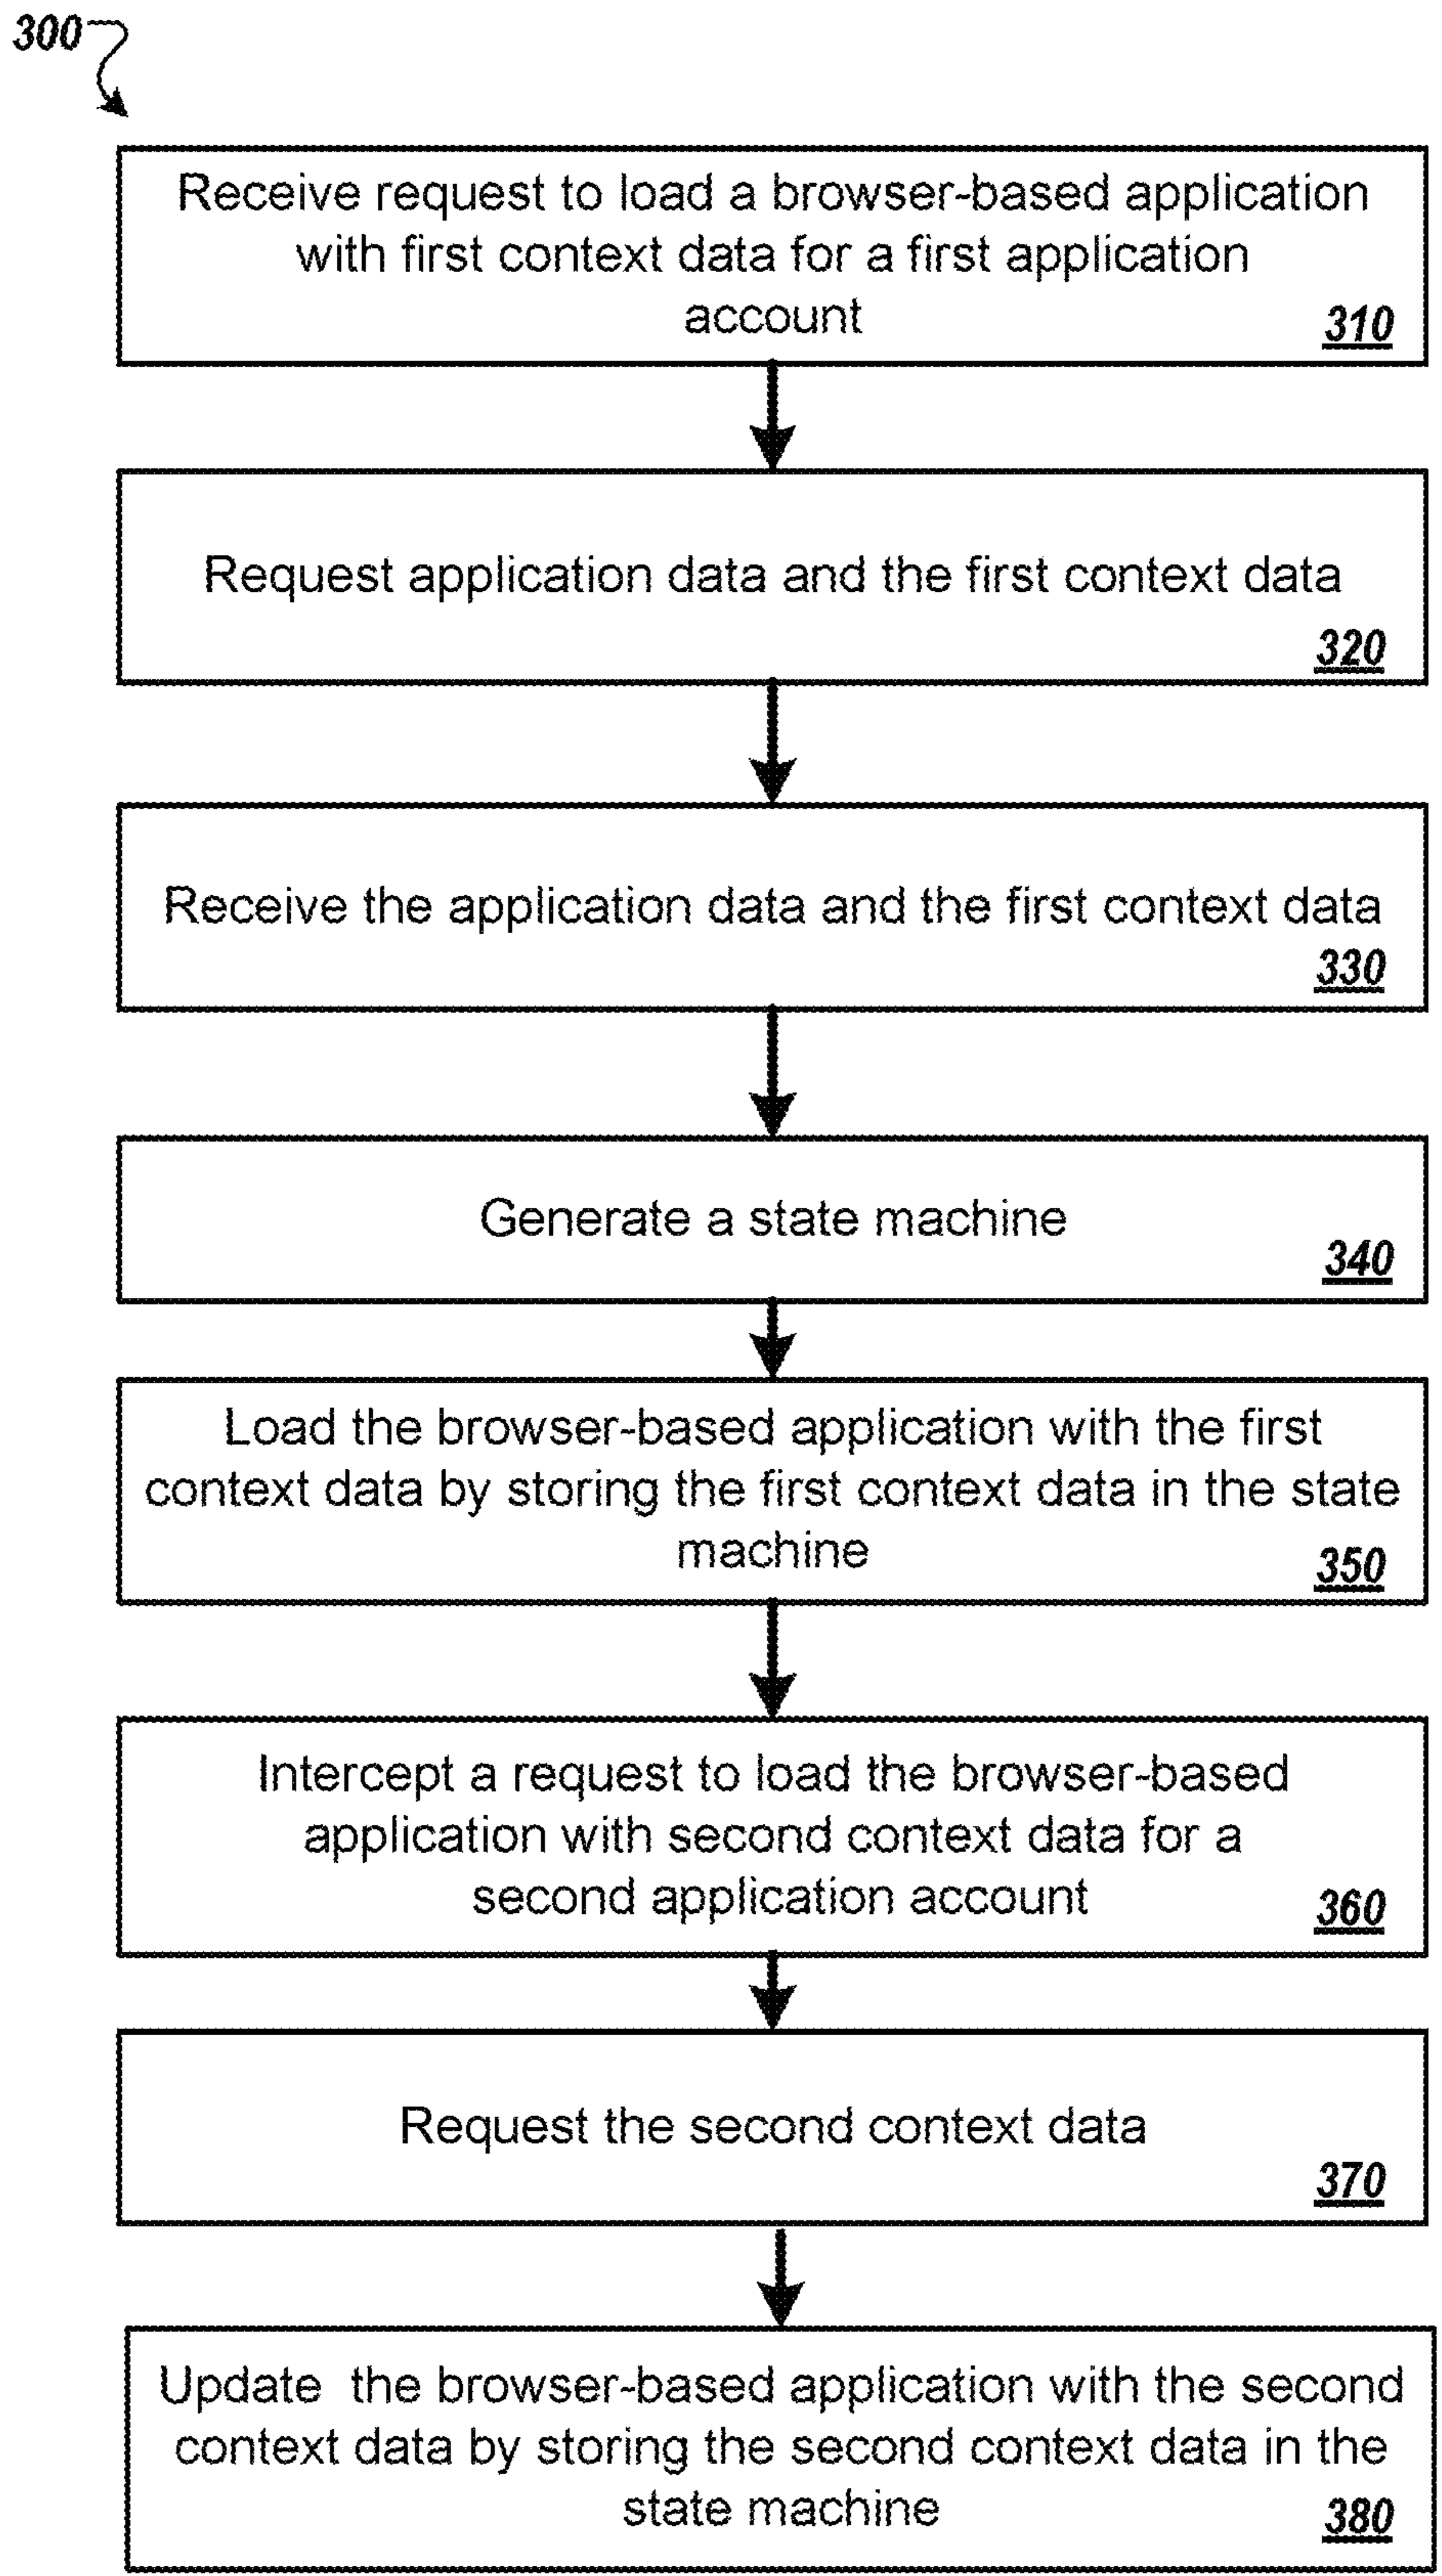 300
Receive request to load a browser-based application
with first context data for a first application
account
310
Request application data and the first context data
320
Receive the application data and the first context data
330
Generate a state machine
340
Load the browser-based application with the first
context data by storing the first context data in the state
machine
350
Intercept a request to load the browser-based
application with second context data for a
second application account
360
Request the second context data
370
Update the browser-based application with the second
context data by storing the second context data in the
state machine
380